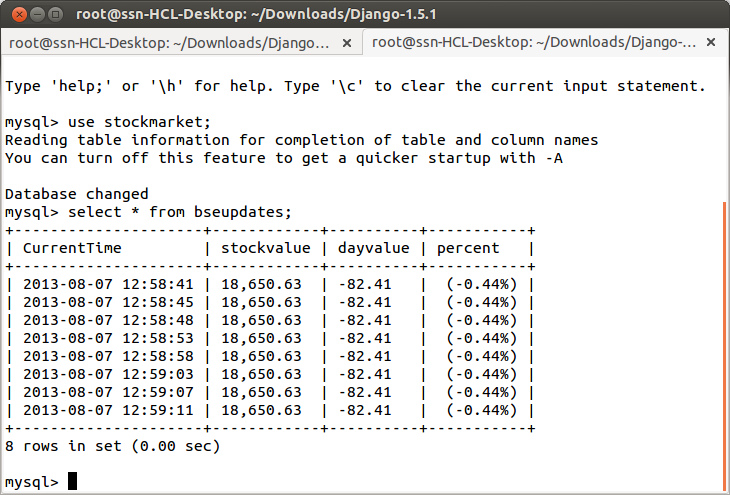 root@ssn-HCL-Desktop: ~/Downloads/Django-1.5.1
root@ssn-HCL-Desktop: ~/Downloads/Django... × root@ssn-HCL-Desktop: ~/Downloads/Django-... ×
Type 'help;' or '\h' for help. Type '\c' to clear the current input statement.
mysql> use stockmarket;
Reading table information for completion of table and column names
You can turn off this feature to get a quicker startup with -A
Database changed
mysql> select * from bseupdates;
+---------------------+------------+----------+-----------+
| CurrentTime         | stockvalue | dayvalue | percent   |
+---------------------+------------+----------+-----------+
| 2013-08-07 12:58:41 | 18,650.63  | -82.41   |  (-0.44%) |
| 2013-08-07 12:58:45 | 18,650.63  | -82.41   |  (-0.44%) |
| 2013-08-07 12:58:48 | 18,650.63  | -82.41   |  (-0.44%) |
| 2013-08-07 12:58:53 | 18,650.63  | -82.41   |  (-0.44%) |
| 2013-08-07 12:58:58 | 18,650.63  | -82.41   |  (-0.44%) |
| 2013-08-07 12:59:03 | 18,650.63  | -82.41   |  (-0.44%) |
| 2013-08-07 12:59:07 | 18,650.63  | -82.41   |  (-0.44%) |
| 2013-08-07 12:59:11 | 18,650.63  | -82.41   |  (-0.44%) |
+---------------------+------------+----------+-----------+
8 rows in set (0.00 sec)
mysql>